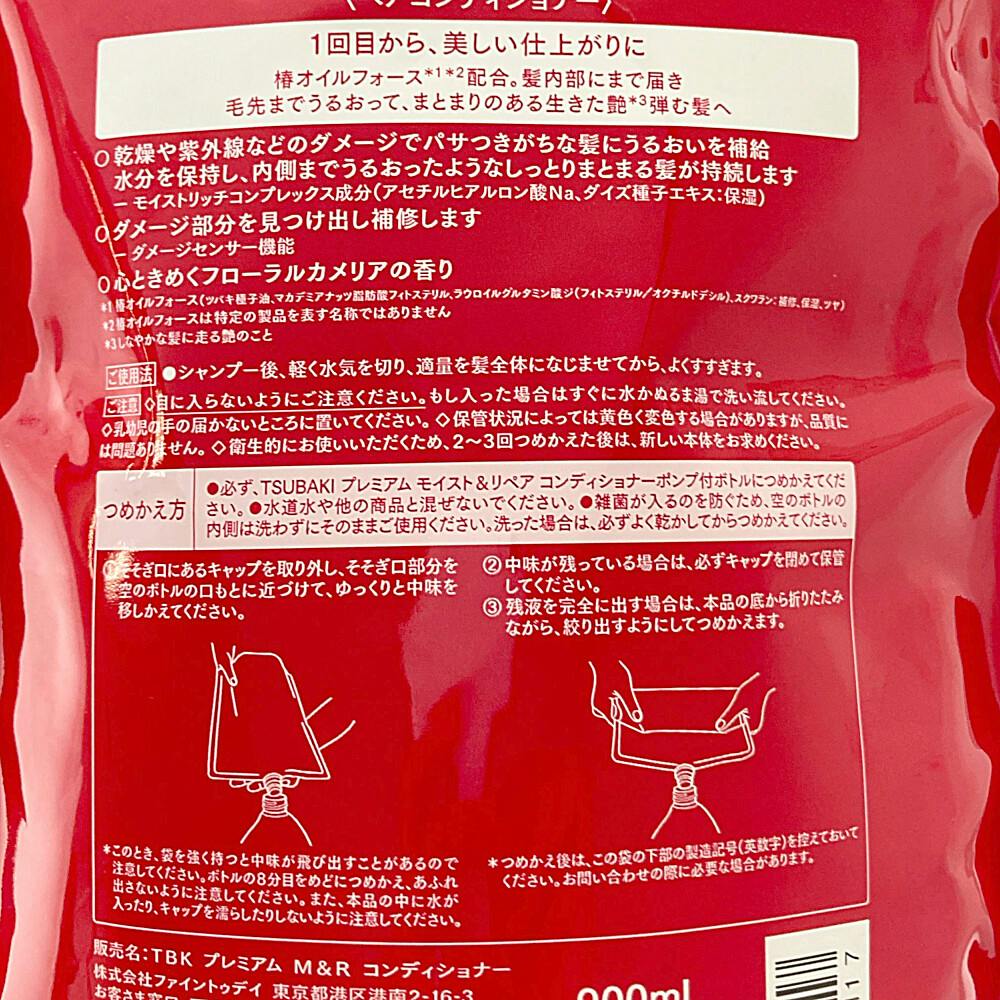 〈ヘアコンディショナー〉
1回目から、美しい仕上がりに
椿オイルフォース*1*2配合。髪内部にまで届き
毛先までうるおって、まとまりのある生きた艶*3弾む髪へ
○乾燥や紫外線などのダメージでパサつきがちな髪にうるおいを補給
水分を保持し、内側までうるおったようなしっとりまとまる髪が持続します
ー モイストリッチコンプレックス成分(アセチルヒアルロン酸Na、ダイズ種子エキス:保湿)
○ダメージ部分を見つけ出し補修します
ーダメージセンサー機能
○心ときめくフローラルカメリアの香り
*1 椿オイルフォース(ツバキ種子油、マカデミアナッツ脂肪酸フィトステリル、ラウロイルグルタミン酸ジ(フィトステリル/オクチルドデシル)、スクワラン:補修、保湿、ツヤ)
*2椿オイルフォースは特定の製品を表す名称ではありません
*3しなやかな髪に走る艶のこと
ご使用法 ●シャンプー後、軽く水気を切り、適量を髪全体になじませてから、よくすすぎます。
ご注意 ◇目に入らないようにご注意ください。もし入った場合はすぐに水かぬるま湯で洗い流してください。
◇乳幼児の手の届かないところに置いてください。◇保管状況によっては黄色く変色する場合がありますが、品質に
は問題ありません。◇衛生的にお使いいただくため、2〜3回つめかえた後は、新しい本体をお求めください。
つめかえ方
●必ず、TSUBAKI プレミアム モイスト&リペア コンディショナーポンプ付ボトルにつめかえてくだ
さい。●水道水や他の商品と混ぜないでください。●雑菌が入るのを防ぐため、空のボトルの
内側は洗わずにそのままご使用ください。洗った場合は、必ずよく乾かしてからつめかえてください。
①そそぎ口にあるキャップを取り外し、そそぎ口部分を
空のボトルの口もとに近づけて、ゆっくりと中味を
移しかえてください。
②中味が残っている場合は、必ずキャップを閉めて保管
してください。
③残液を完全に出す場合は、本品の底から折りたたみ
ながら、絞り出すようにしてつめかえます。
*このとき、袋を強く持つと中味が飛び出すことがあるので
注意してください。ボトルの8分目をめどにつめかえ、あふれ
出さないように注意してください。また、本品の中に水が
入ったり、キャップを濡らしたりしないように注意してください。
*つめかえ後は、この袋の下部の製造記号(英数字)を控えておいて
ください。お問い合わせの際に必要な場合があります。
販売名:TBK プレミアム M&R コンディショナー
株式会社ファイントゥデイ 東京都港区港南2-16-3
お客さま窓口
900ml
17